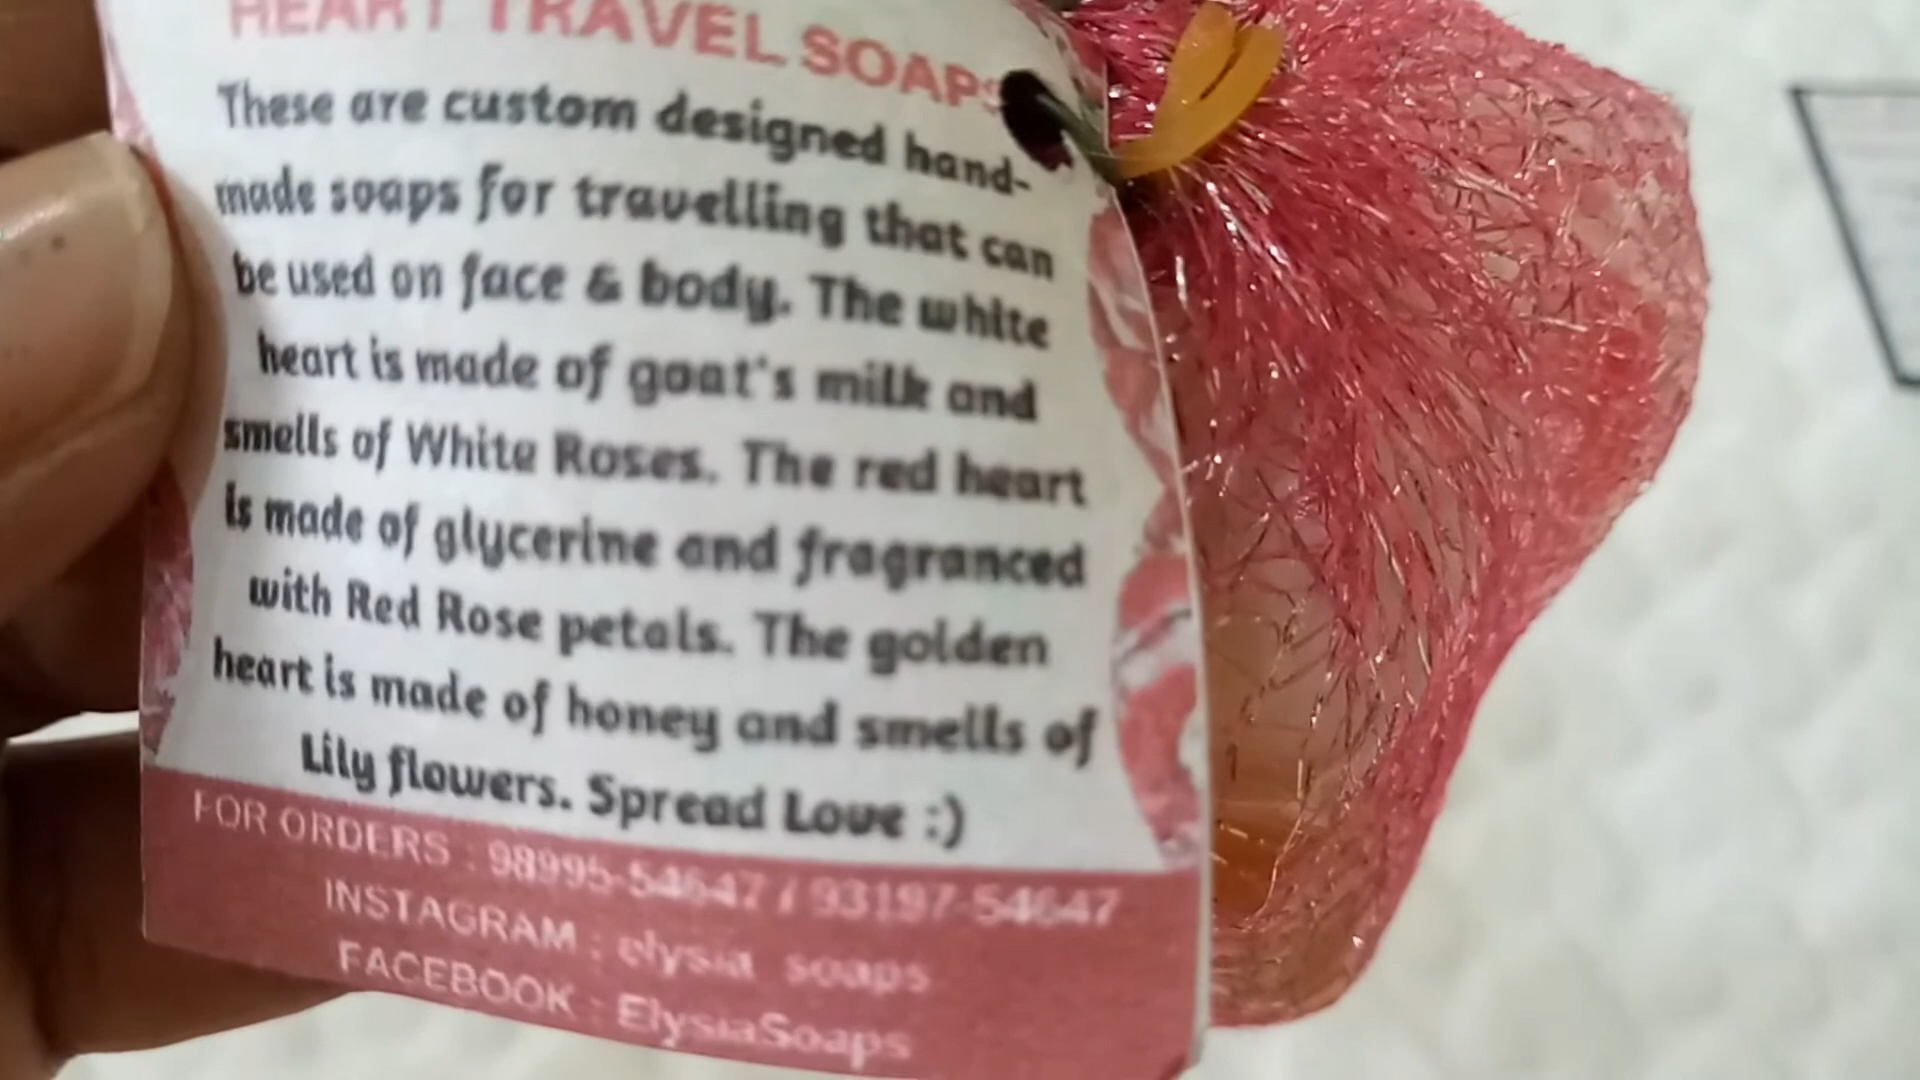 HEART TRAVEL SOAPS
These are custom designed hand-
made soaps for travelling that can
be used on face & body. The white
heart is made of goat's milk and
smells of White Roses. The red heart
is made of glycerine and fragranced
with Red Rose petals. The golden
heart is made of honey and smells of
Lily flowers. Spread Love :)
FOR ORDERS : 98995-54647 / 93197-54647
INSTAGRAM : elysia_soaps
FACEBOOK : ElysiaSoaps